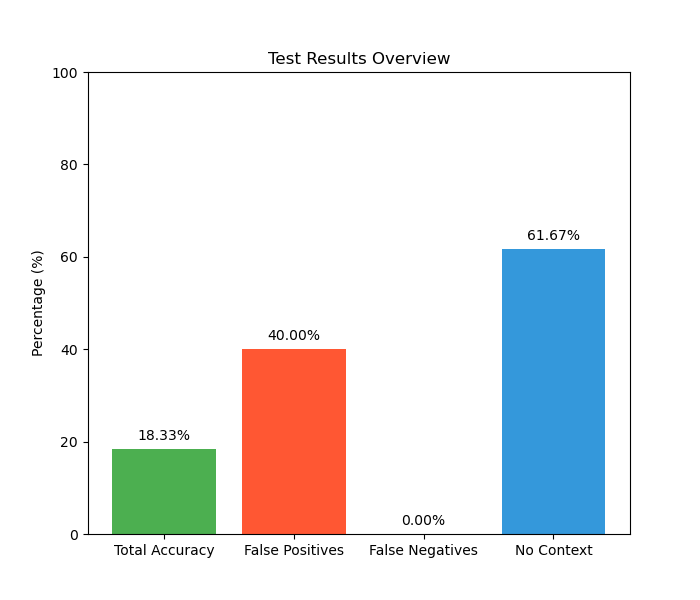 Test Results Overview
Percentage (%)
100
80
60
40
20
0
18.33%
40.00%
0.00%
61.67%
Total Accuracy
False Positives
False Negatives
No Context